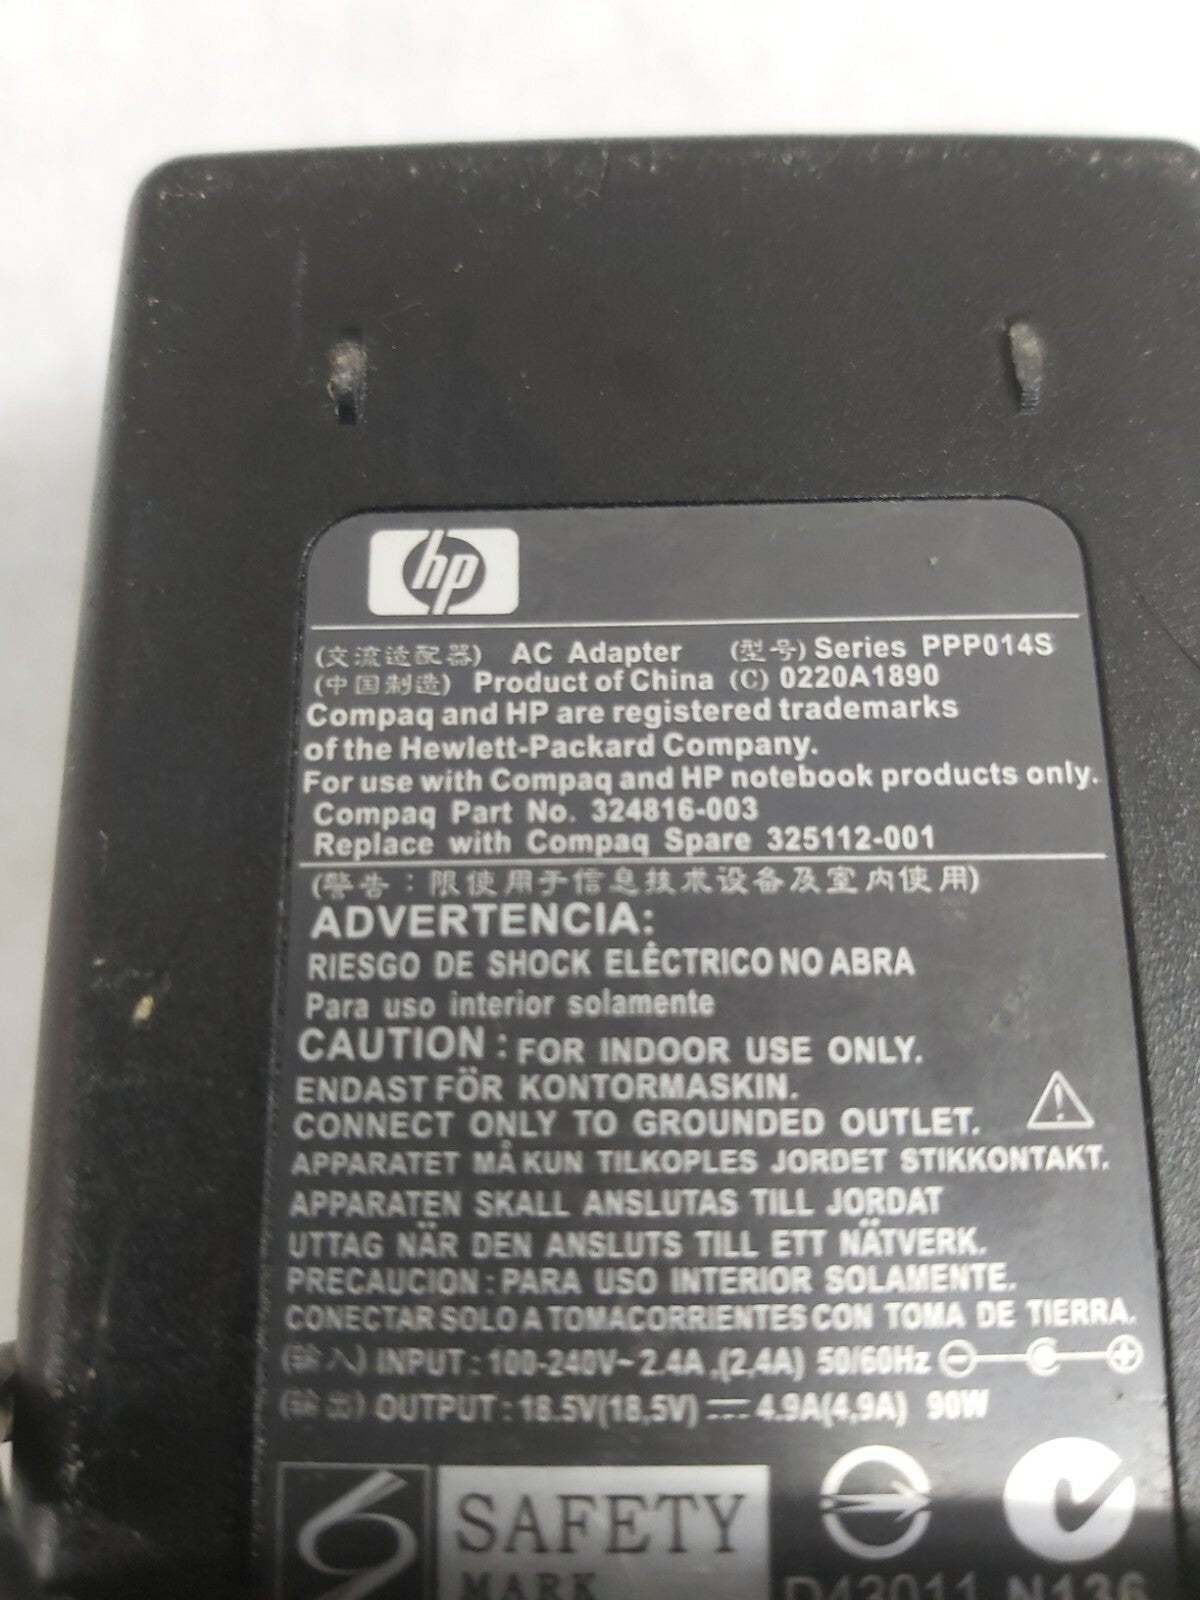 hp
(交流适配器) AC Adapter (型号) Series PPP014S
(中国制造) Product of China (C) 0220A1890
Compaq and HP are registered trademarks
of the Hewlett-Packard Company.
For use with Compaq and HP notebook products only.
Compaq Part No. 324816-003
Replace with Compaq Spare 325112-001
(警告：限使用于信息技术设备及室内使用)
ADVERTENCIA:
RIESGO DE SHOCK ELÉCTRICO NO ABRA
Para uso interior solamente
CAUTION : FOR INDOOR USE ONLY.
ENDAST FÖR KONTORMASKIN.
CONNECT ONLY TO GROUNDED OUTLET.
APPARATET MÅ KUN TILKOPLES JORDET STIKKONTAKT.
APPARATEN SKALL ANSLUTAS TILL JORDAT
UTTAG NÄR DEN ANSLUTS TILL ETT NÄTVERK.
PRECAUCION : PARA USO INTERIOR SOLAMENTE.
CONECTAR SOLO A TOMACORRIENTES CON TOMA DE TIERRA.
(输入) INPUT : 100-240V~ 2.4A ,(2,4A) 50/60Hz
(输出) OUTPUT : 18.5V(18,5V) 4.9A(4,9A) 90W
SAFETY
MARK
D43011 N136